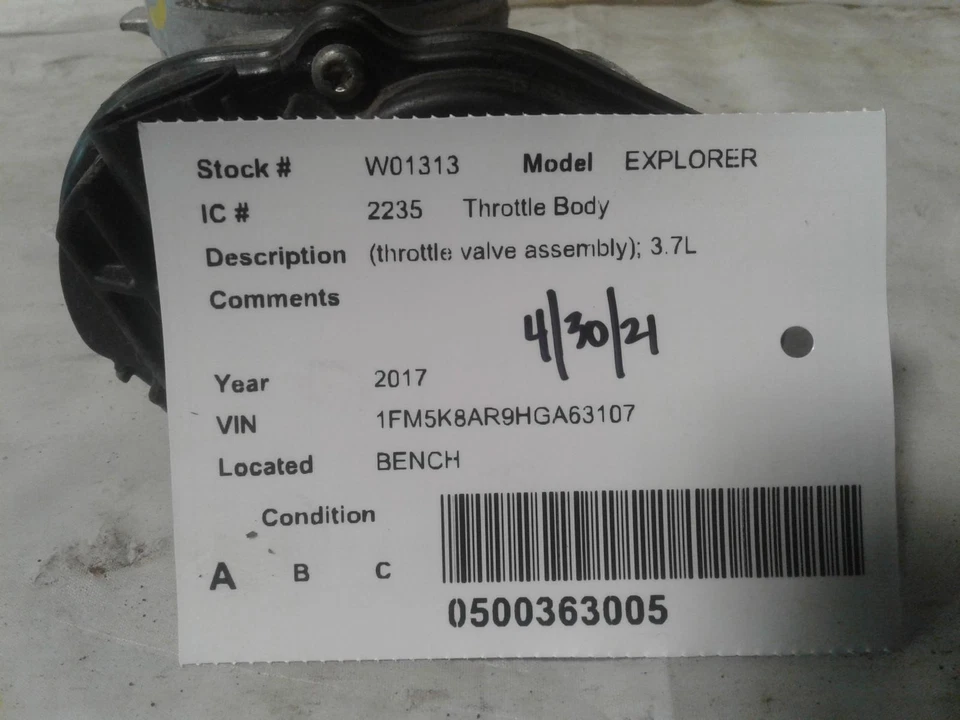 Stock # W01313 Model EXPLORER
IC # 2235 Throttle Body
Description (throttle valve assembly); 3.7L
Comments
4/30/21
Year 2017
VIN 1FM5K8AR9HGA63107
Located BENCH
Condition
A B C
0500363005